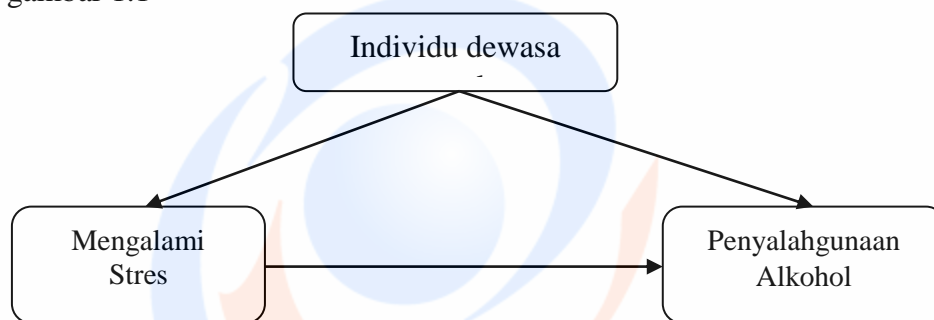 gambar 1.1
Individu dewasa
Mengalami
Stres
Penyalahgunaan
Alkohol